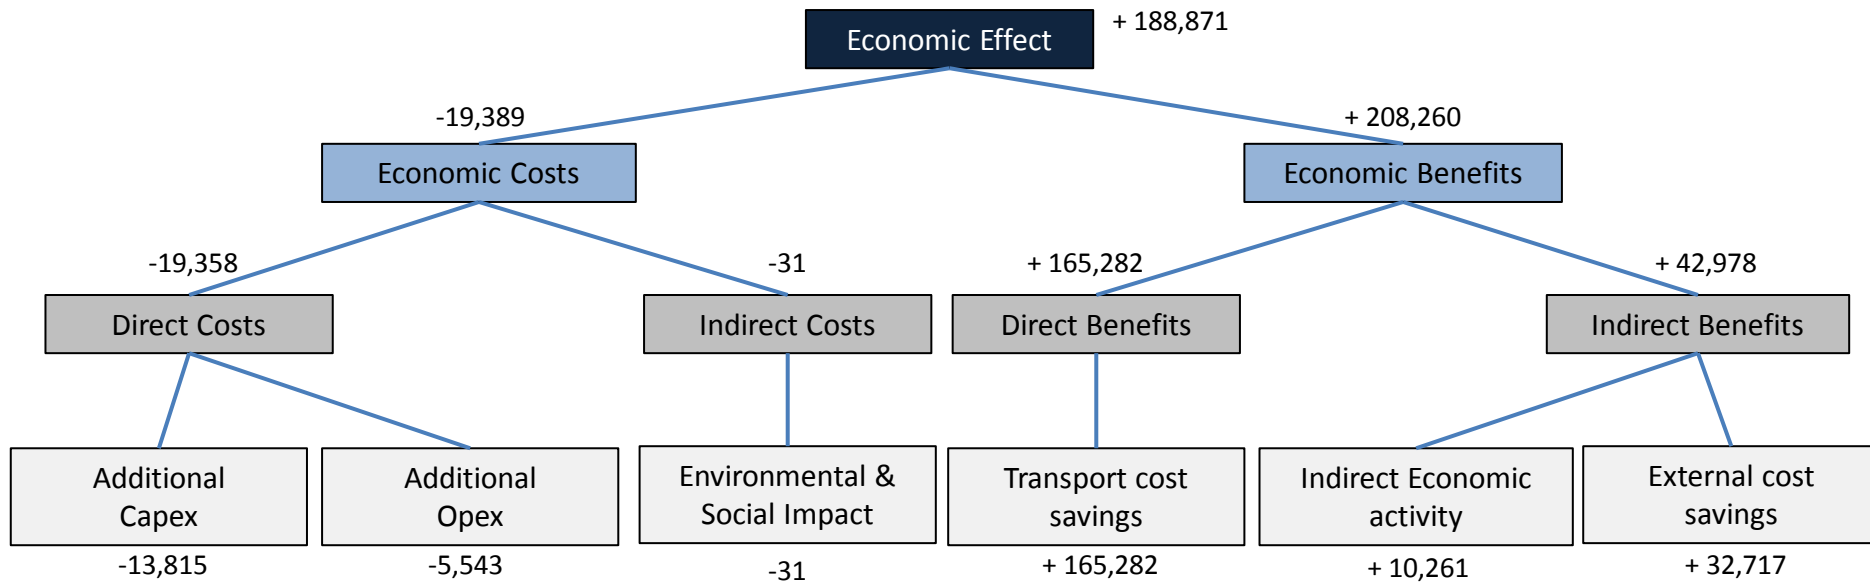 Economic Effect
+ 188,871
-19,389
+ 208,260
Economic Costs
Economic Benefits
-19,358
-31
+ 165,282
+ 42,978
Direct Costs
Indirect Costs
Direct Benefits
Indirect Benefits
Additional
Capex
Additional
Opex
Environmental &
Social Impact
Transport cost
savings
Indirect Economic
activity
External cost
savings
-13,815
-5,543
-31
+ 165,282
+ 10,261
+ 32,717